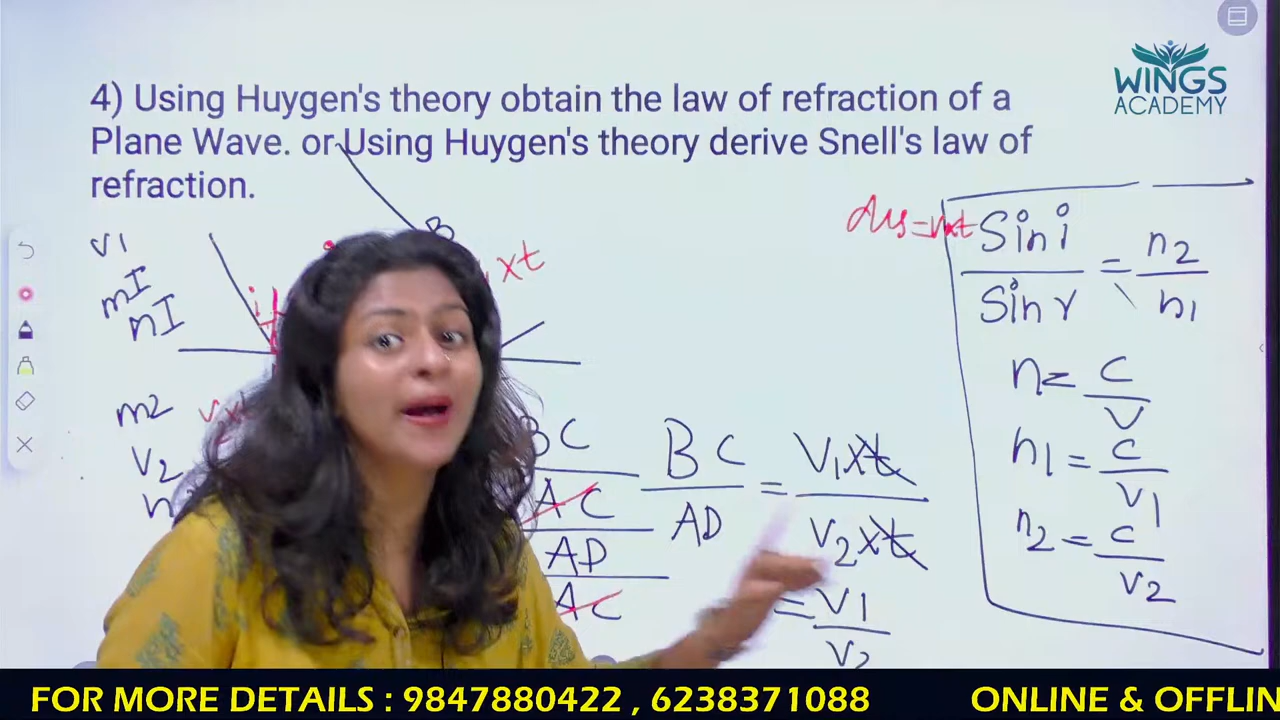 WINGS
ACADEMY
4) Using Huygen's theory obtain the law of refraction of a
Plane Wave. or Using Huygen's theory derive Snell's law of
refraction.
V1
mI
nI
i
B
xt
m2
V2
dis=vxt
Sin i / Sin r = n2 / n1
n = C / V
n1 = C / V1
n2 = C / V2
BC / AC
AD / AC
BC / AD = V1xt / V2xt
= V1 / V2
FOR MORE DETAILS : 9847880422 , 6238371088
ONLINE & OFFLIN